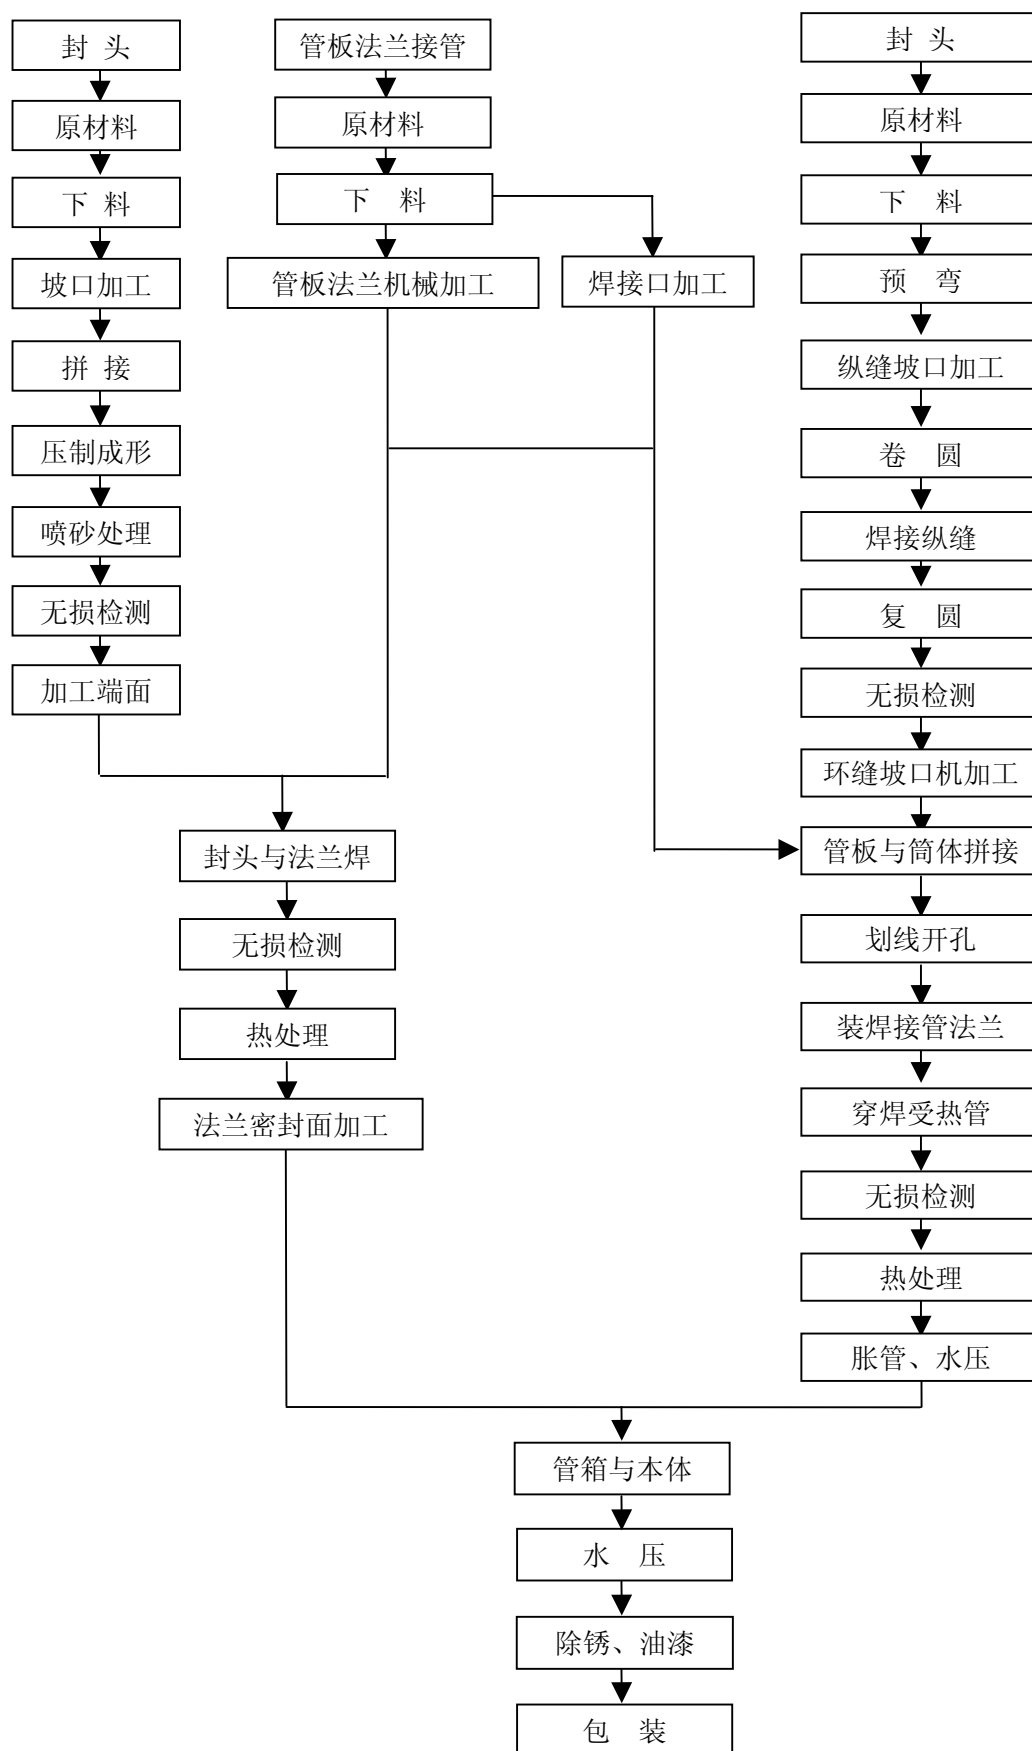 封 头
原材料
下 料
坡口加工
拼 接
压制成形
喷砂处理
无损检测
加工端面
管板法兰接管
原材料
下 料
管板法兰机械加工
焊接口加工
封头与法兰焊
无损检测
热处理
法兰密封面加工
封 头
原材料
下 料
预 弯
纵缝坡口加工
卷 圆
焊接纵缝
复 圆
无损检测
环缝坡口机加工
管板与筒体拼接
划线开孔
装焊接管法兰
穿焊受热管
无损检测
热处理
胀管、水压
管箱与本体
水 压
除锈、油漆
包 装